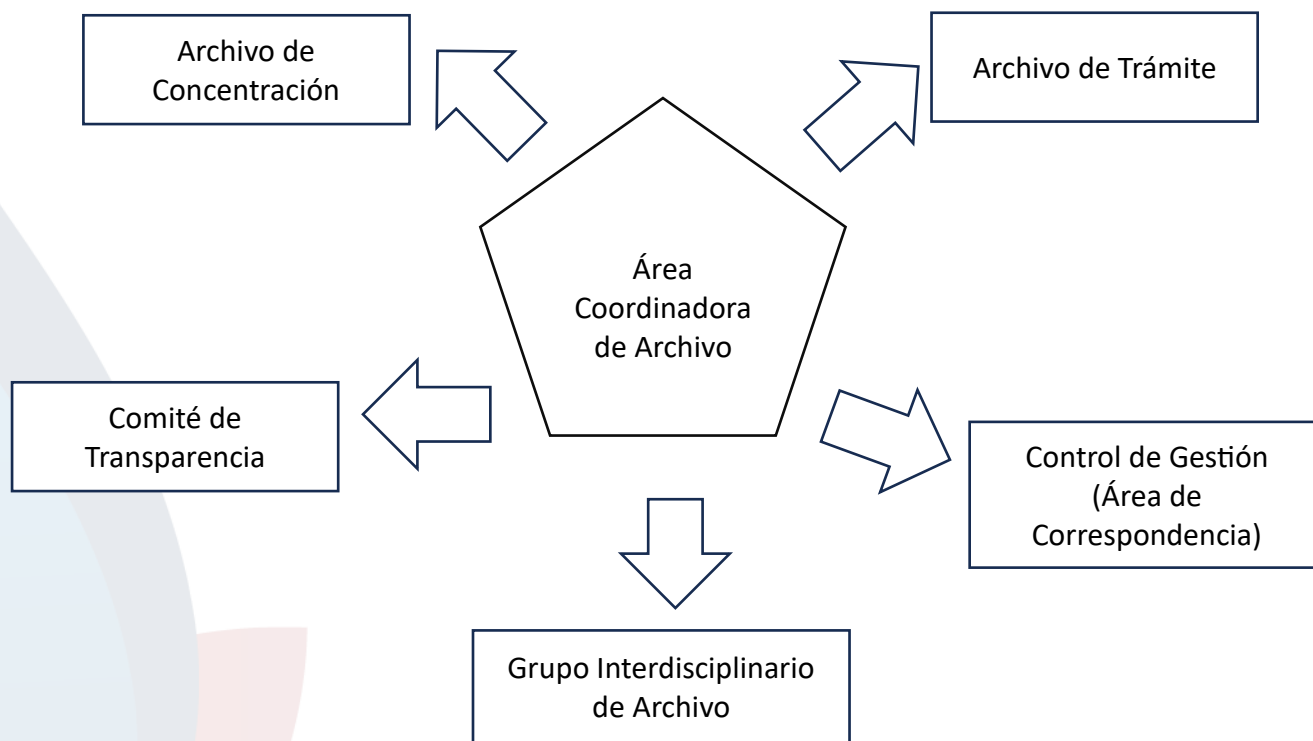 Archivo de
Concentración
Archivo de Trámite
Área
Coordinadora
de Archivo
Comité de
Transparencia
Control de Gestión
(Área de
Correspondencia)
Grupo Interdisciplinario
de Archivo